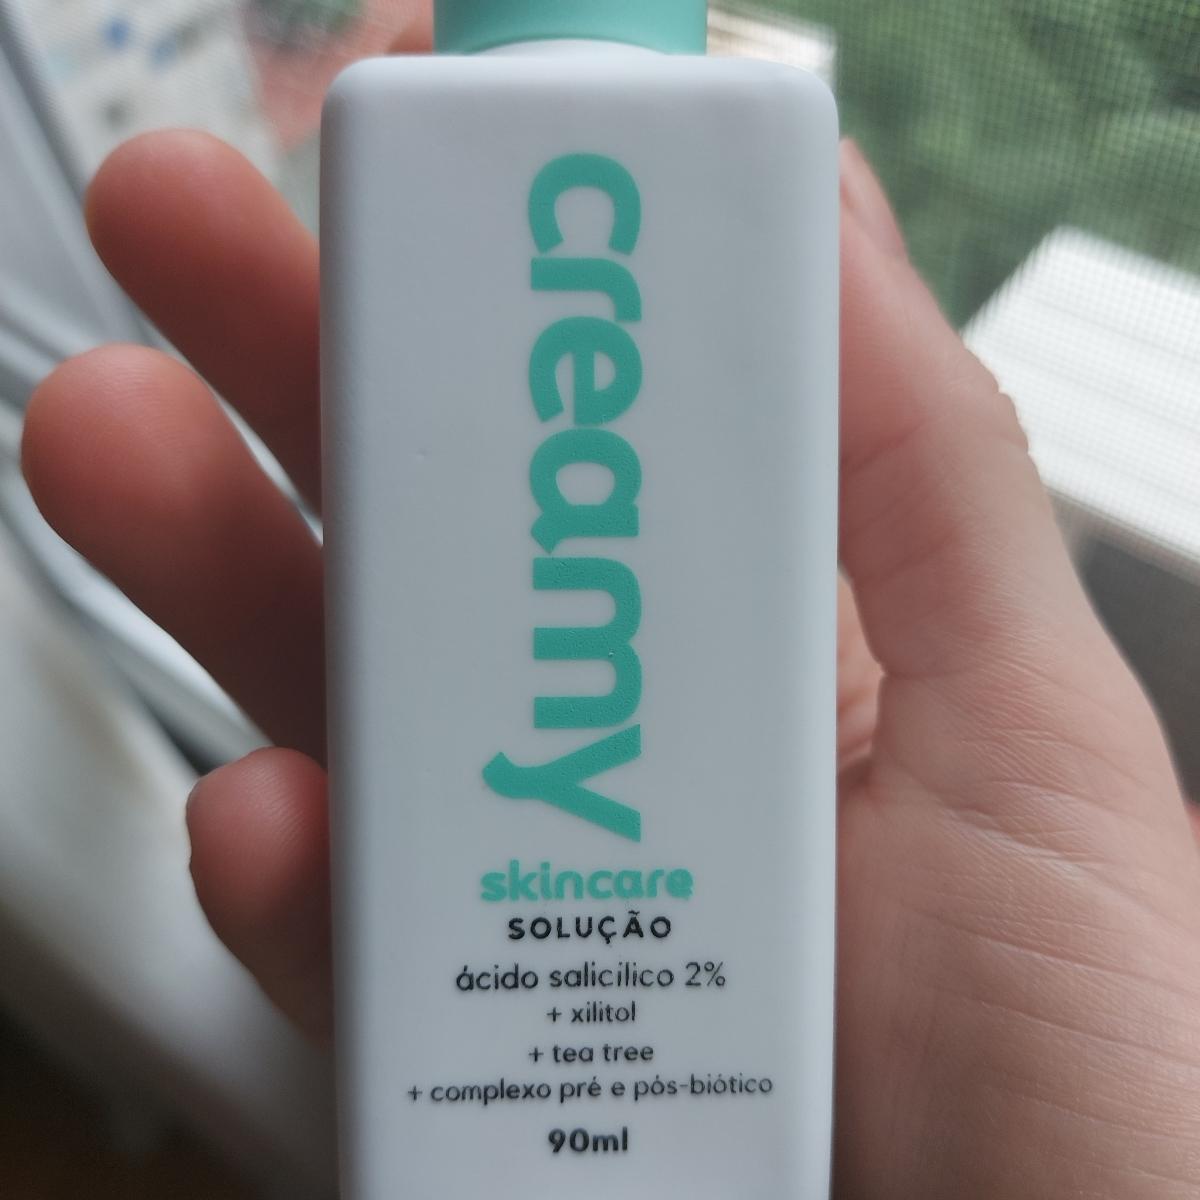 creamy
skincare
SOLUÇÃO
ácido salicílico 2%
+ xilitol
+ tea tree
+ complexo pré e pós-biótico
90ml